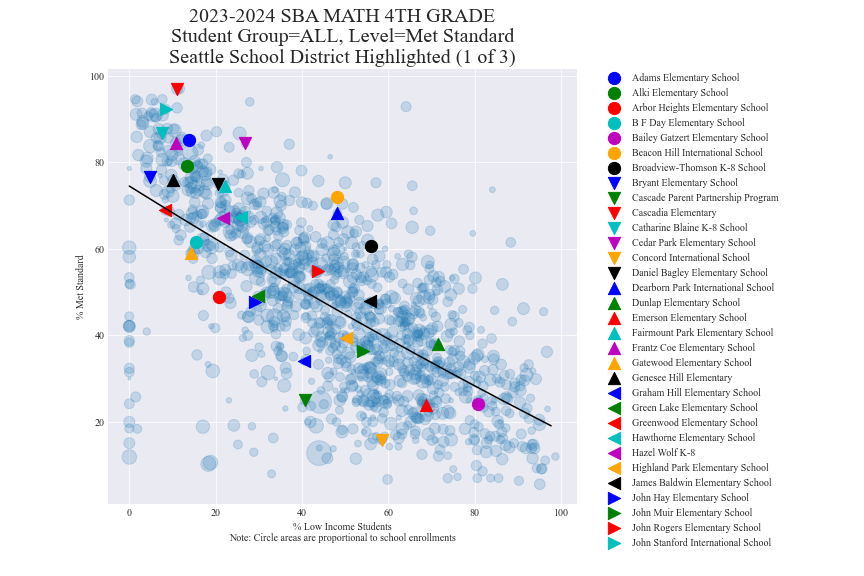 2023-2024 SBA MATH 4TH GRADE
Student Group=ALL, Level=Met Standard
Seattle School District Highlighted (1 of 3)
100
80
60
40
20
% Met Standard
0
20
40
60
80
100
% Low Income Students
Note: Circle areas are proportional to school enrollments
Adams Elementary School
Alki Elementary School
Arbor Heights Elementary School
B F Day Elementary School
Bailey Gatzert Elementary School
Beacon Hill International School
Broadview-Thomson K-8 School
Bryant Elementary School
Cascade Parent Partnership Program
Cascadia Elementary
Catharine Blaine K-8 School
Cedar Park Elementary School
Concord International School
Daniel Bagley Elementary School
Dearborn Park International School
Dunlap Elementary School
Emerson Elementary School
Fairmount Park Elementary School
Frantz Coe Elementary School
Gatewood Elementary School
Genesee Hill Elementary
Graham Hill Elementary School
Green Lake Elementary School
Greenwood Elementary School
Hawthorne Elementary School
Hazel Wolf K-8
Highland Park Elementary School
James Baldwin Elementary School
John Hay Elementary School
John Muir Elementary School
John Rogers Elementary School
John Stanford International School